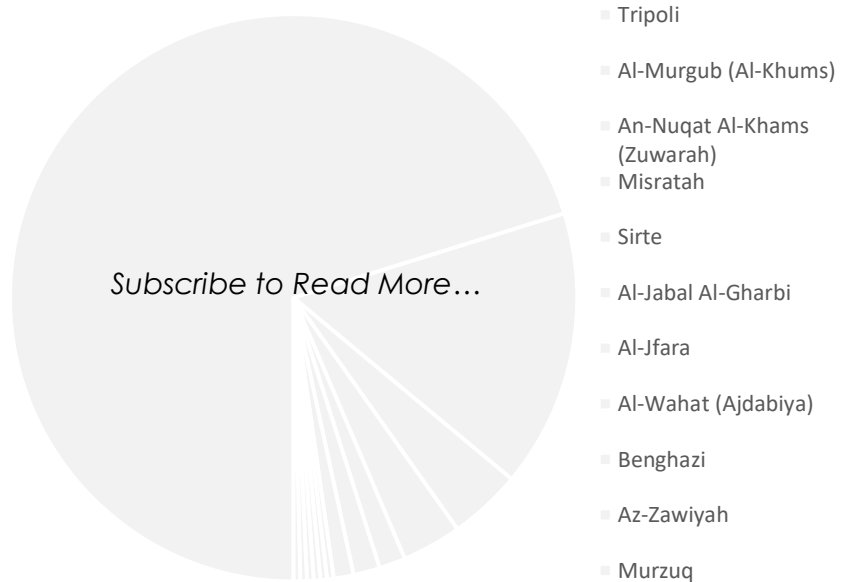 Tripoli
Al-Murgub (Al-Khums)
An-Nuqat Al-Khams
(Zuwarah)
Misratah
Sirte
Subscribe to Read More…
Al-Jabal Al-Gharbi
Al-Jfara
Al-Wahat (Ajdabiya)
Benghazi
Az-Zawiyah
Murzuq